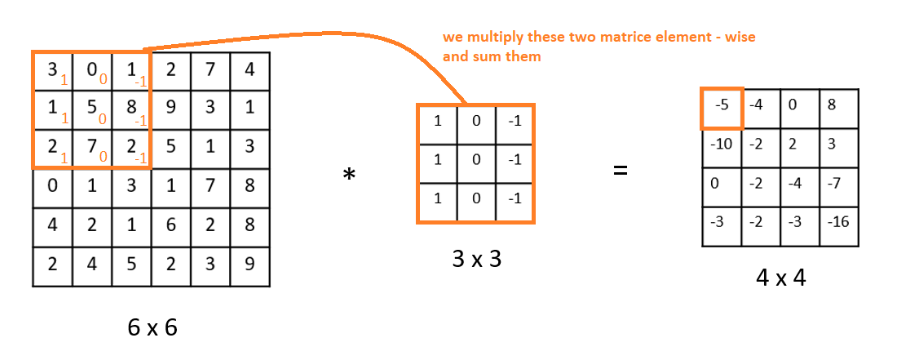 we multiply these two matrice element - wise
and sum them
3 1 0 0 1 -1 2 7 4
1 1 5 0 8 -1 9 3 1
2 1 7 0 2 -1 5 1 3
0 1 3 1 7 8
4 2 1 6 2 8
2 4 5 2 3 9
6 x 6
*
1 0 -1
1 0 -1
1 0 -1
3 x 3
=
-5 -4 0 8
-10 -2 2 3
0 -2 -4 -7
-3 -2 -3 -16
4 x 4